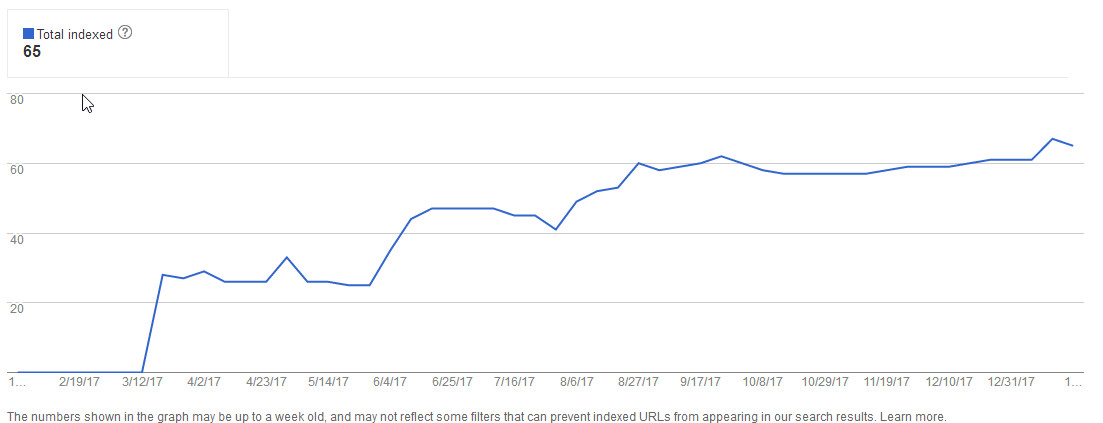 Total indexed ?
65
80
60
40
20
1... 2/19/17 3/12/17 4/2/17 4/23/17 5/14/17 6/4/17 6/25/17 7/16/17 8/6/17 8/27/17 9/17/17 10/8/17 10/29/17 11/19/17 12/10/17 12/31/17 1...
The numbers shown in the graph may be up to a week old, and may not reflect some filters that can prevent indexed URLs from appearing in our search results. Learn more.